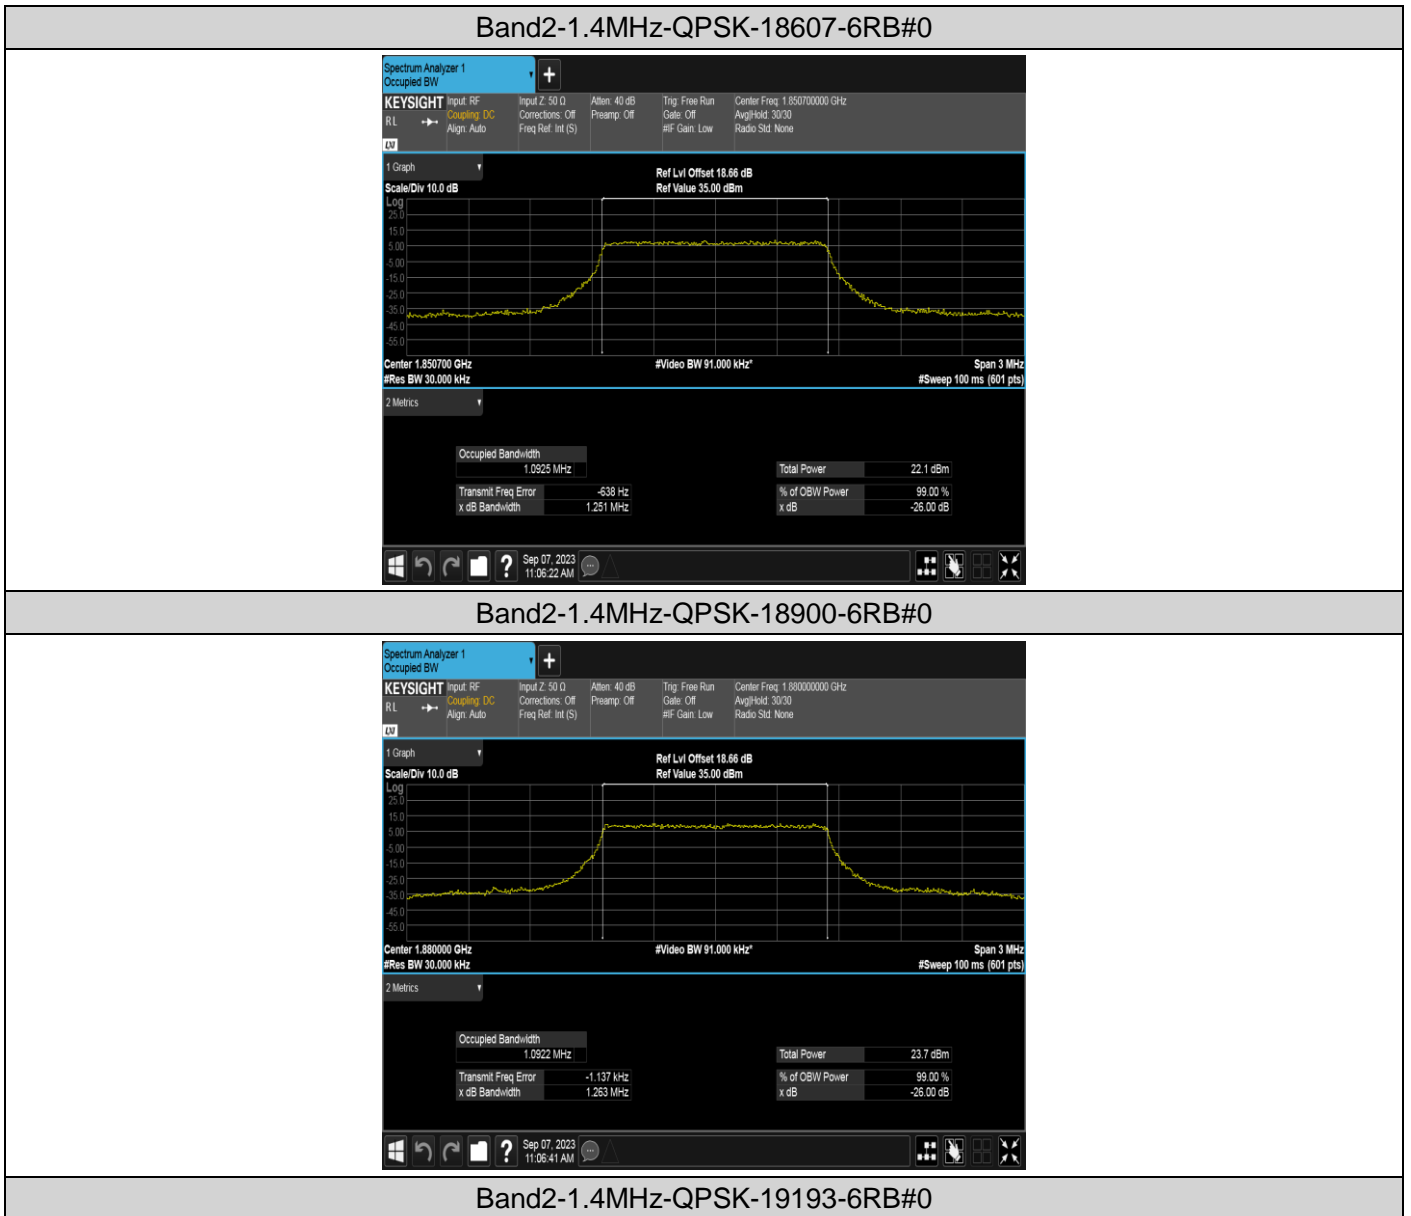 Band2-1.4MHz-QPSK-18607-6RB#0
Spectrum Analyzer 1
Occupied BW
+
KEYSIGHT Input: RF Input Z: 50 Ω Atten: 40 dB Trig: Free Run Center Freq: 1.850700000 GHz
RL Coupling: DC Corrections: Off Preamp: Off Gate: Off Avg|Hold: 30/30
Align: Auto Freq Ref: Int (S) #IF Gain: Low Radio Std: None
LXI
1 Graph Ref Lvl Offset 18.66 dB
Scale/Div 10.0 dB Ref Value 35.00 dBm
Log
25.0
15.0
5.00
-5.00
-15.0
-25.0
-35.0
-45.0
-55.0
Center 1.850700 GHz #Video BW 91.000 kHz* Span 3 MHz
#Res BW 30.000 kHz #Sweep 100 ms (601 pts)
2 Metrics
Occupied Bandwidth
1.0925 MHz Total Power 22.1 dBm
Transmit Freq Error -638 Hz % of OBW Power 99.00 %
x dB Bandwidth 1.251 MHz x dB -26.00 dB
? Sep 07, 2023
11:06:22 AM
Band2-1.4MHz-QPSK-18900-6RB#0
Spectrum Analyzer 1
Occupied BW
+
KEYSIGHT Input: RF Input Z: 50 Ω Atten: 40 dB Trig: Free Run Center Freq: 1.880000000 GHz
RL Coupling: DC Corrections: Off Preamp: Off Gate: Off Avg|Hold: 30/30
Align: Auto Freq Ref: Int (S) #IF Gain: Low Radio Std: None
LXI
1 Graph Ref Lvl Offset 18.66 dB
Scale/Div 10.0 dB Ref Value 35.00 dBm
Log
25.0
15.0
5.00
-5.00
-15.0
-25.0
-35.0
-45.0
-55.0
Center 1.880000 GHz #Video BW 91.000 kHz* Span 3 MHz
#Res BW 30.000 kHz #Sweep 100 ms (601 pts)
2 Metrics
Occupied Bandwidth
1.0922 MHz Total Power 23.7 dBm
Transmit Freq Error -1.137 kHz % of OBW Power 99.00 %
x dB Bandwidth 1.263 MHz x dB -26.00 dB
? Sep 07, 2023
11:06:41 AM
Band2-1.4MHz-QPSK-19193-6RB#0